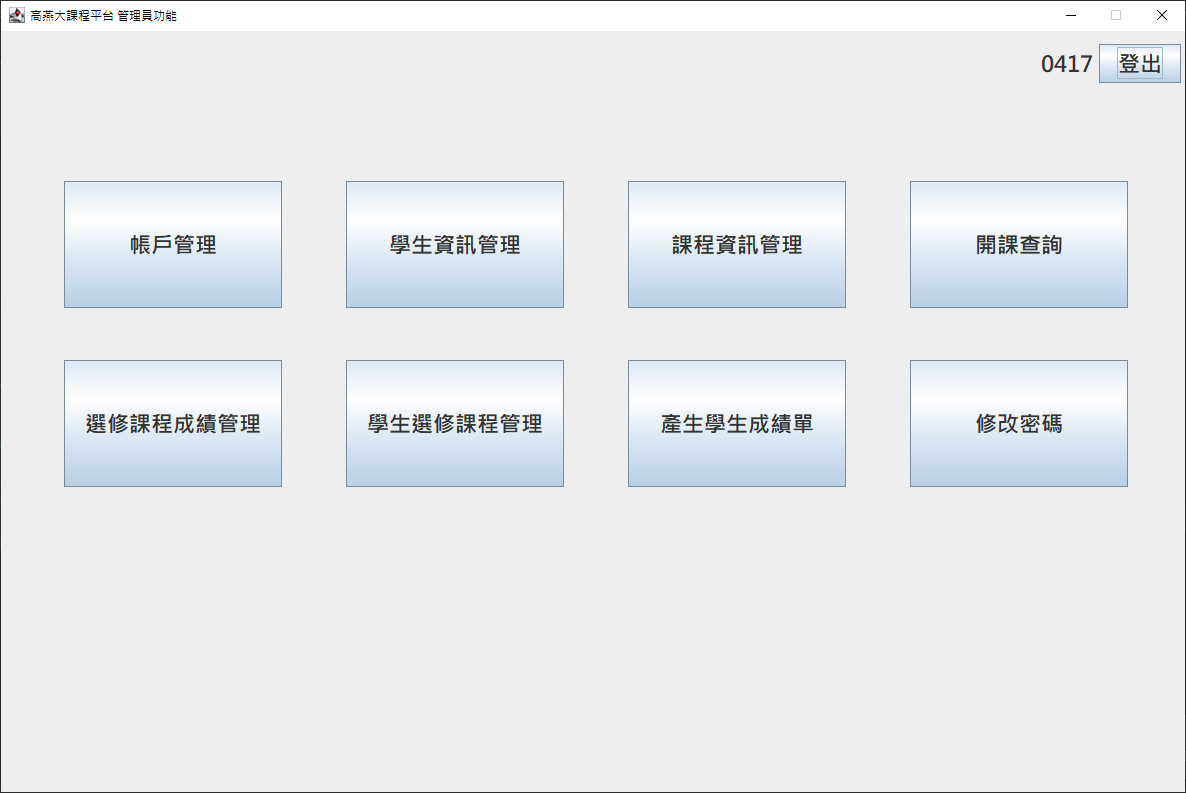 高燕大課程平台 管理員功能
0417 登出
帳戶管理
學生資訊管理
課程資訊管理
開課查詢
選修課程成績管理
學生選修課程管理
產生學生成績單
修改密碼